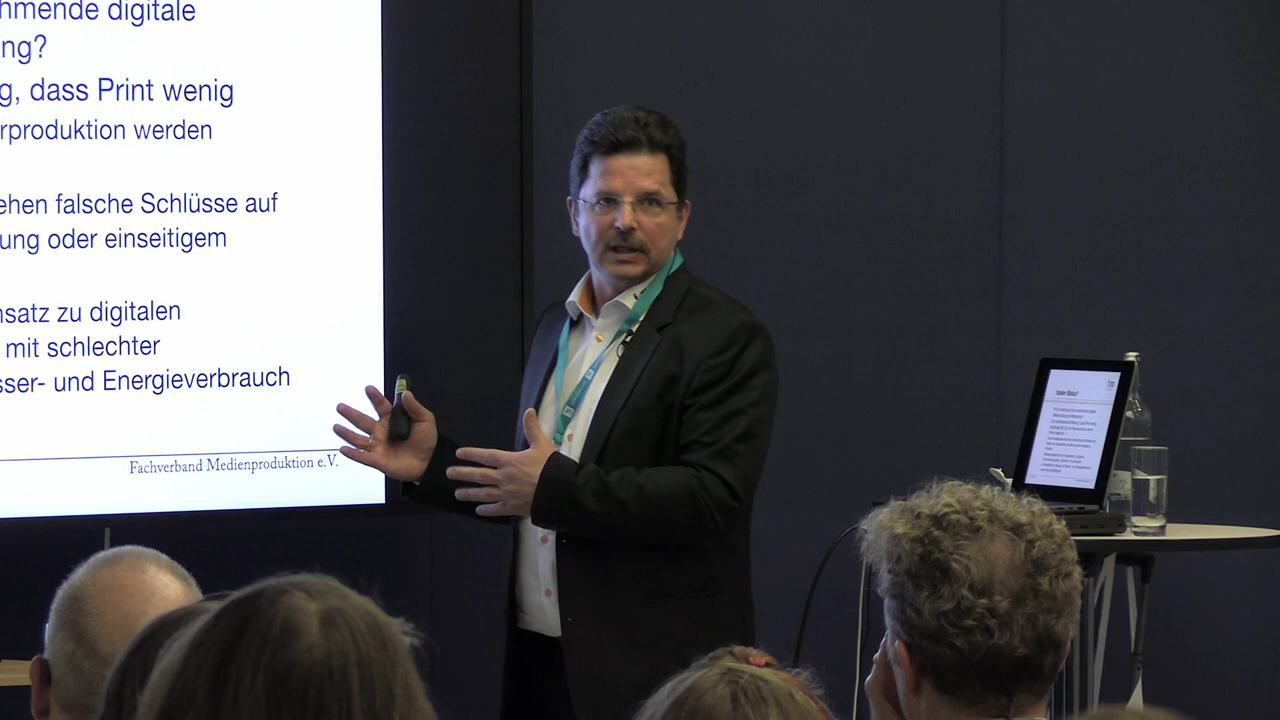 hmende digitale
ng?
g, dass Print wenig
rproduktion werden
ehen falsche Schlüsse auf
ung oder einseitigem
nsatz zu digitalen
mit schlechter
sser- und Energieverbrauch
Fachverband Medienproduktion e.V.